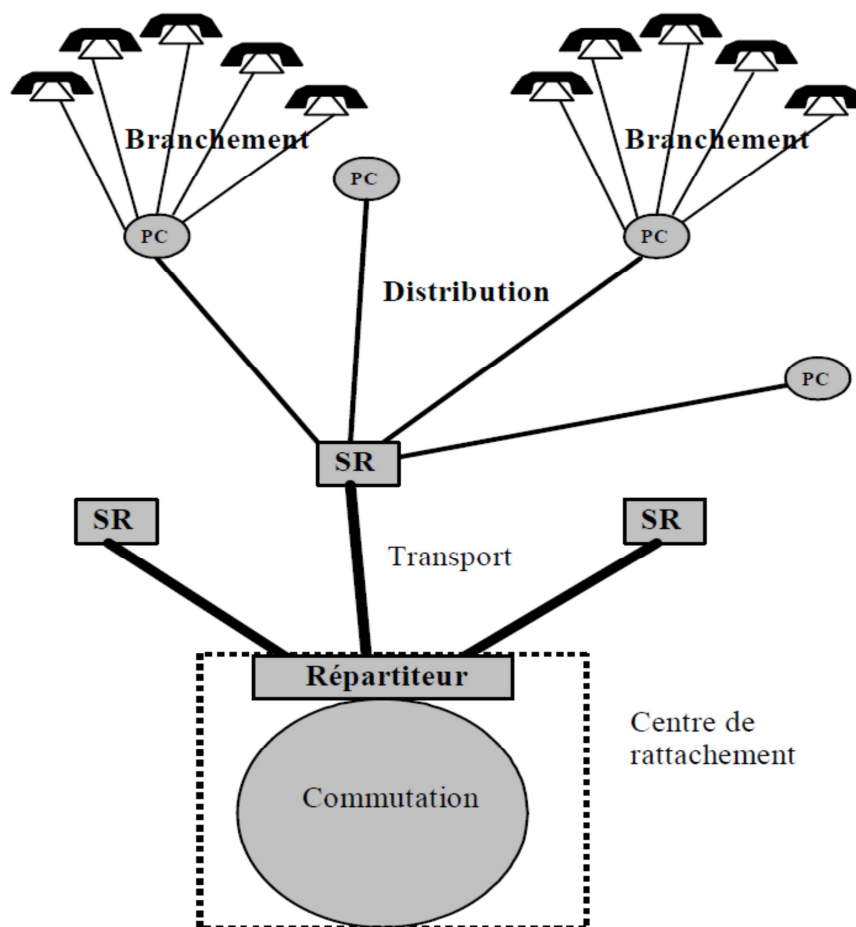 Branchement
Branchement
PC
PC
PC
Distribution
PC
SR
SR
SR
Transport
Répartiteur
Centre de
rattachement
Commutation